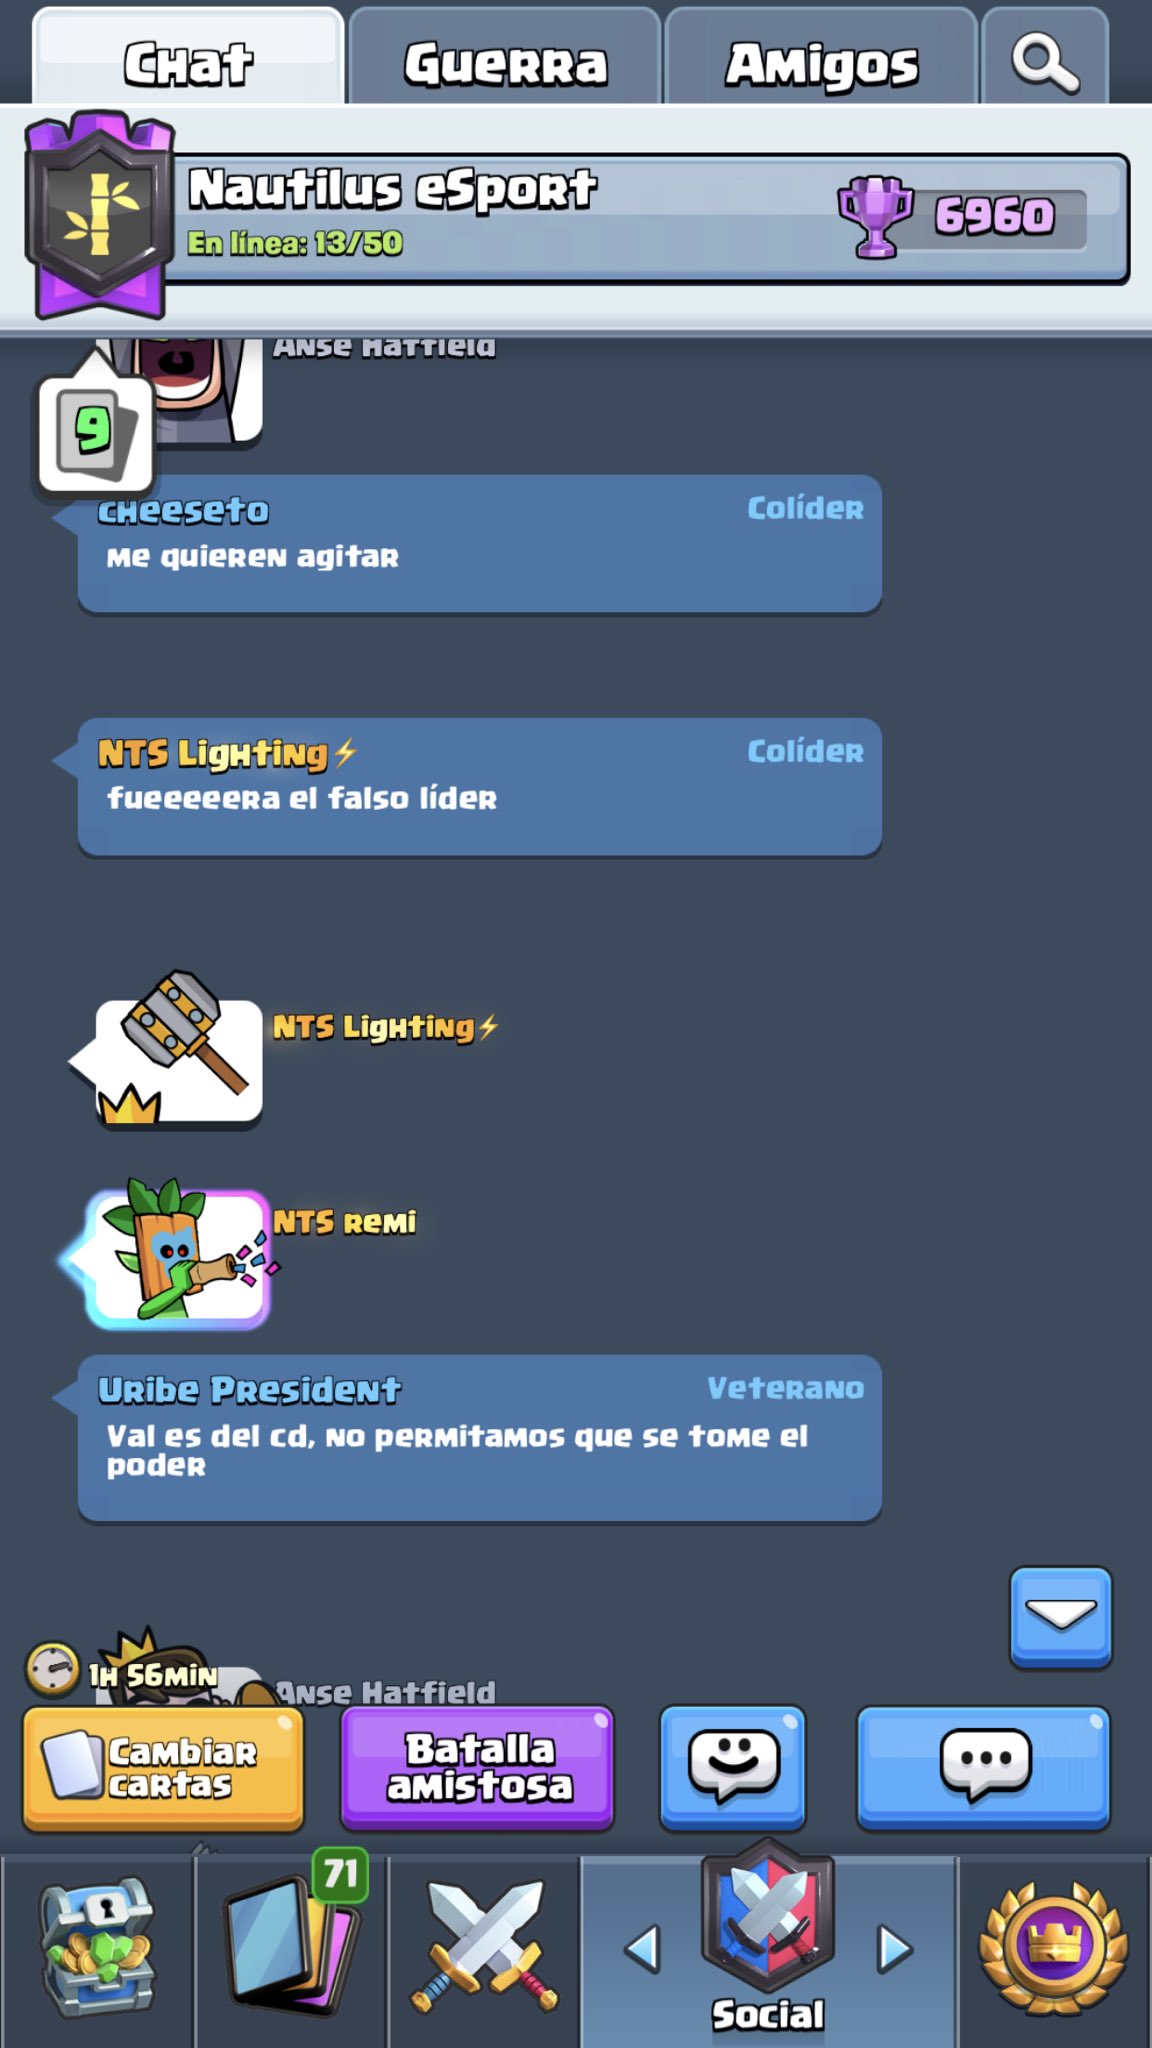 Chat
Guerra
Amigos
Nautilus eSport
6960
En línea: 13/50
Anse Hatfield
9
cheeseto
Colíder
Me quieren agitar
NTS Lighting⚡
Colíder
fueeeeera el falso líder
NTS Lighting⚡
NTS remi
Uribe President
Veterano
Val es del cd, no permitamos que se tome el
poder
1h 56min
Anse Hatfield
Cambiar
cartas
Batalla
amistosa
71
Social